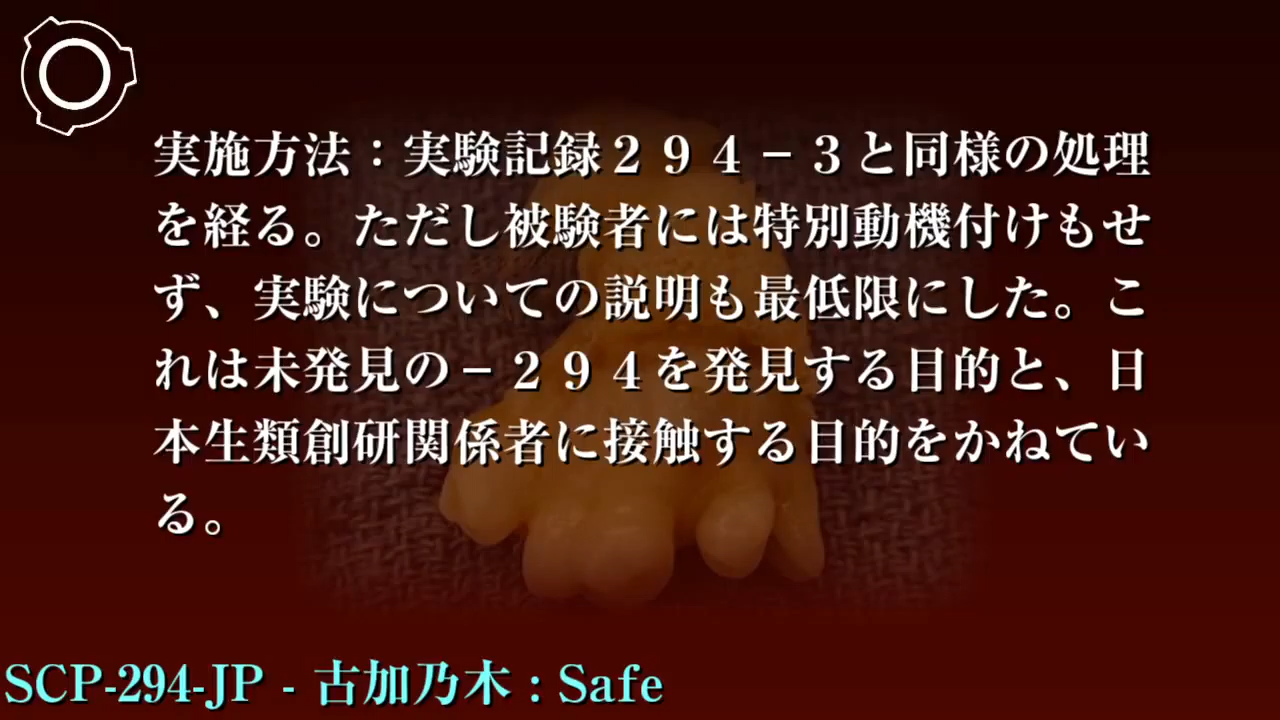 実施方法：実験記録２９４－３と同様の処理
を経る。ただし被験者には特別動機付けもせ
ず、実験についての説明も最低限にした。こ
れは未発見の－２９４を発見する目的と、日
本生類創研関係者に接触する目的をかねてい
る。
SCP-294-JP - 古加乃木 : Safe